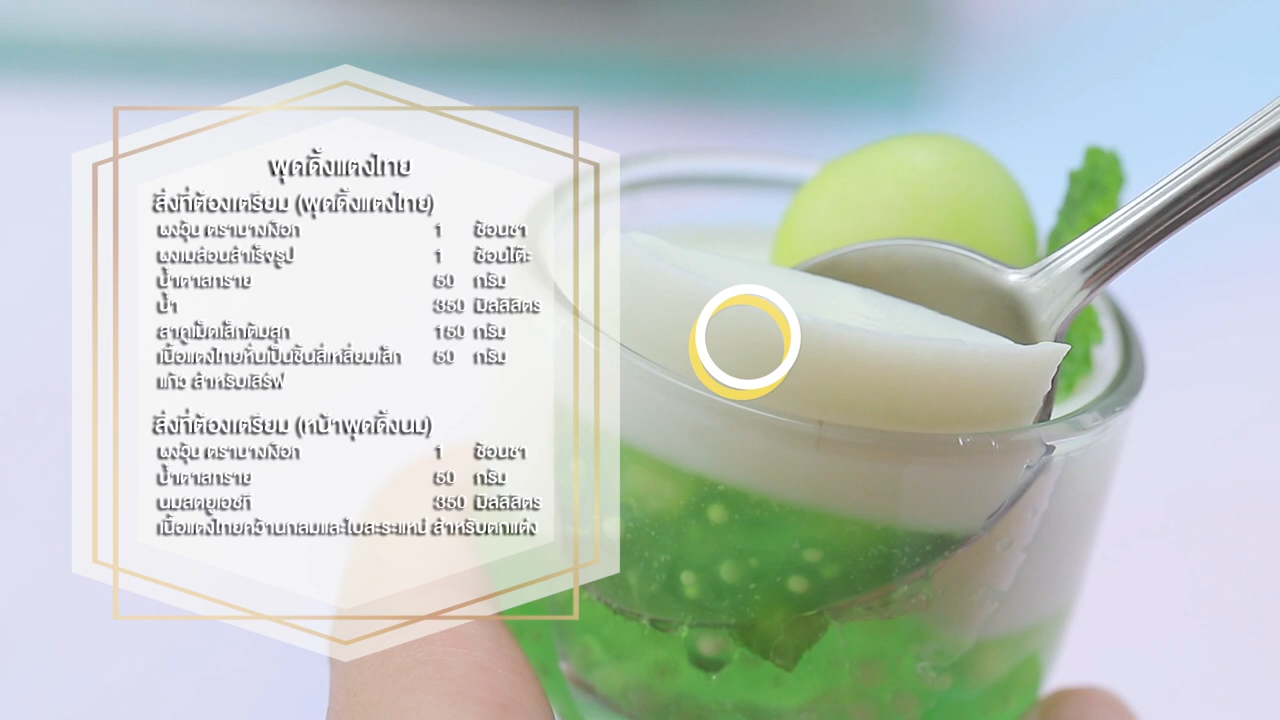 พุดดิ้งแตงไทย
สิ่งที่ต้องเตรียม (พุดดิ้งแตงไทย)
ผงวุ้น ตรานางเงือก 1 ช้อนชา
ผงเมล่อนสำเร็จรูป 1 ช้อนโต๊ะ
น้ำตาลทราย 50 กรัม
น้ำ 350 มิลลิลิตร
สาคูเม็ดเล็กต้มสุก 150 กรัม
เนื้อแตงไทยหั่นเป็นชิ้นสี่เหลี่ยมเล็ก 50 กรัม
แก้ว สำหรับเสิร์ฟ
สิ่งที่ต้องเตรียม (หน้าพุดดิ้งนม)
ผงวุ้น ตรานางเงือก 1 ช้อนชา
น้ำตาลทราย 50 กรัม
นมสดยูเอชที 350 มิลลิลิตร
เนื้อแตงไทยคว้านกลมและใบสะระแหน่ สำหรับตกแต่ง